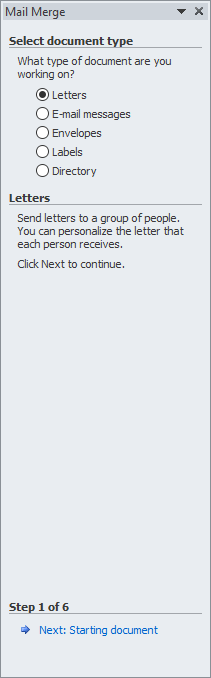 Mail Merge
Select document type
What type of document are you
working on?
Letters
E-mail messages
Envelopes
Labels
Directory
Letters
Send letters to a group of people.
You can personalize the letter that
each person receives.
Click Next to continue.
Step 1 of 6
Next: Starting document